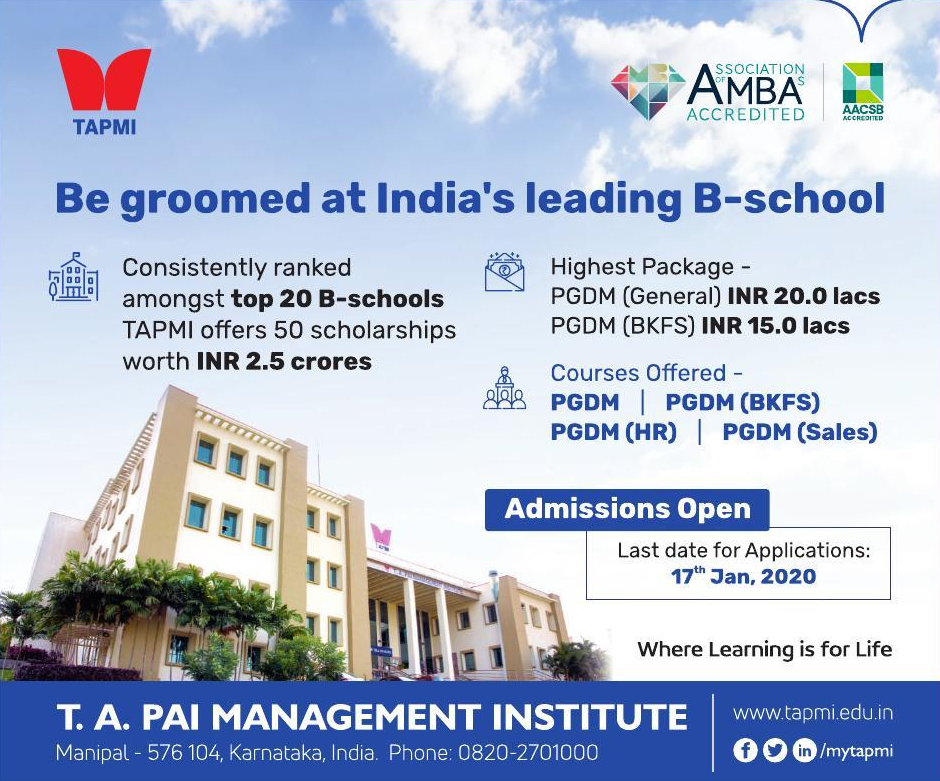 TAPMI
ASSOCIATION
OF AMBAs
ACCREDITED
AACSB
ACCREDITED
Be groomed at India's leading B-school
Consistently ranked
amongst top 20 B-schools
TAPMI offers 50 scholarships
worth INR 2.5 crores
Highest Package -
PGDM (General) INR 20.0 lacs
PGDM (BKFS) INR 15.0 lacs
Courses Offered -
PGDM | PGDM (BKFS)
PGDM (HR) | PGDM (Sales)
Admissions Open
Last date for Applications:
17th Jan, 2020
TAPMI
Where Learning is for Life
T. A. PAI MANAGEMENT INSTITUTE
Manipal - 576 104, Karnataka, India. Phone: 0820-2701000
www.tapmi.edu.in
/mytapmi